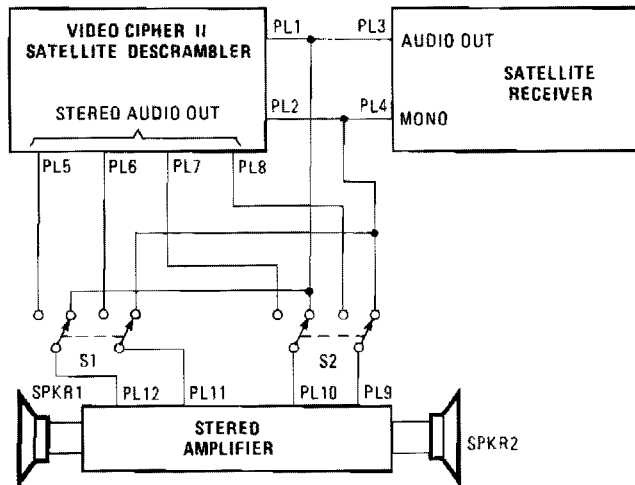 VIDEO CIPHER II
SATELLITE DESCRAMBLER
STEREO AUDIO OUT
PL1
PL3
AUDIO OUT
SATELLITE
RECEIVER
PL2
PL4
MONO
PL5
PL6
PL7
PL8
S1
S2
SPKR1
PL12
PL11
PL10
PL9
STEREO
AMPLIFIER
SPKR2